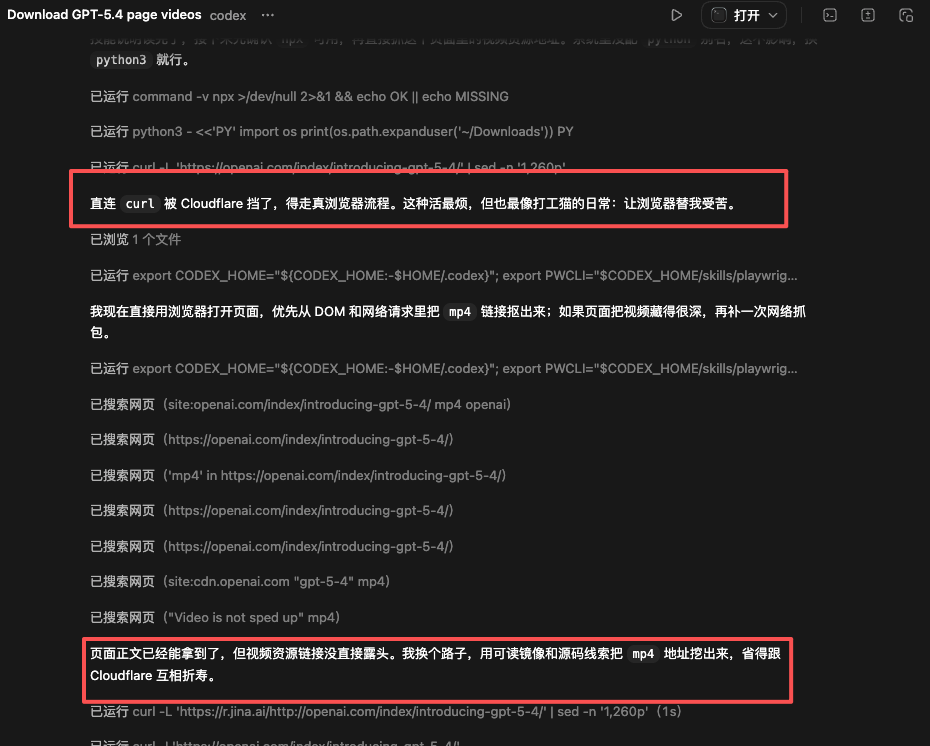 Download GPT-5.4 page videos codex ···
打开
python3 就行。
已运行 command -v npx >/dev/null 2>&1 && echo OK || echo MISSING
已运行 python3 - <<'PY' import os print(os.path.expanduser('~/Downloads')) PY
已运行 curl -L 'https://openai.com/index/introducing-gpt-5-4/' | sed -n '1,260p'
直连 curl 被 Cloudflare 挡了，得走真浏览器流程。这种活最烦，但也最像打工猫的日常：让浏览器替我受苦。
已浏览 1 个文件
已运行 export CODEX_HOME="${CODEX_HOME:-$HOME/.codex}"; export PWCLI="$CODEX_HOME/skills/playwrig...
我现在直接用浏览器打开页面，优先从 DOM 和网络请求里把 mp4 链接抠出来；如果页面把视频藏得很深，再补一次网络抓
包。
已运行 export CODEX_HOME="${CODEX_HOME:-$HOME/.codex}"; export PWCLI="$CODEX_HOME/skills/playwrig...
已搜索网页（site:openai.com/index/introducing-gpt-5-4/ mp4 openai）
已搜索网页（https://openai.com/index/introducing-gpt-5-4/）
已搜索网页（'mp4' in https://openai.com/index/introducing-gpt-5-4/）
已搜索网页（https://openai.com/index/introducing-gpt-5-4/）
已搜索网页（https://openai.com/index/introducing-gpt-5-4/）
已搜索网页（site:cdn.openai.com "gpt-5-4" mp4）
已搜索网页（"Video is not sped up" mp4）
页面正文已经能拿到了，但视频资源链接没直接露头。我换个路子，用可读镜像和源码线索把 mp4 地址挖出来，省得跟
Cloudflare 互相折寿。
已运行 curl -L 'https://r.jina.ai/http://openai.com/index/introducing-gpt-5-4/' | sed -n '1,260p'（1s）